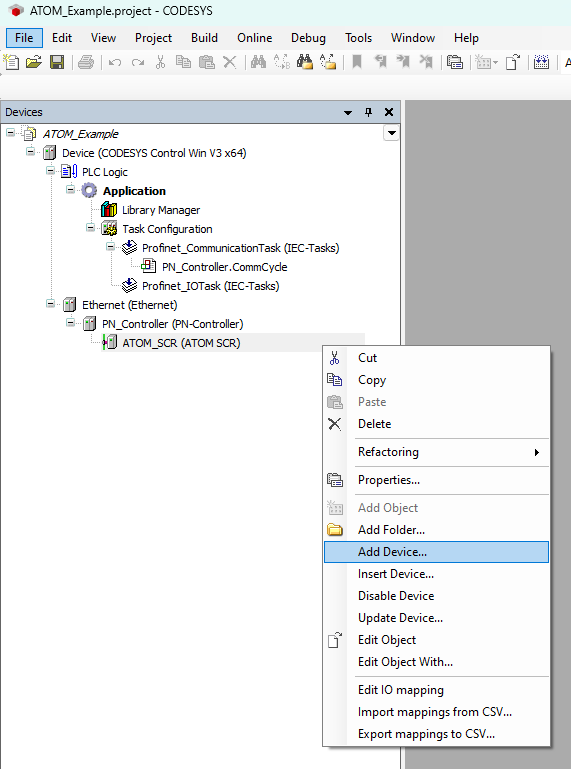 ATOM_Example.project - CODESYS
File Edit View Project Build Online Debug Tools Window Help
Devices
ATOM_Example
Device (CODESYS Control Win V3 x64)
PLC Logic
Application
Library Manager
Task Configuration
Profinet_CommunicationTask (IEC-Tasks)
PN_Controller.CommCycle
Profinet_IOTask (IEC-Tasks)
Ethernet (Ethernet)
PN_Controller (PN-Controller)
ATOM_SCR (ATOM SCR)
Cut
Copy
Paste
Delete
Refactoring
Properties...
Add Object
Add Folder...
Add Device...
Insert Device...
Disable Device
Update Device...
Edit Object
Edit Object With...
Edit IO mapping
Import mappings from CSV...
Export mappings to CSV...